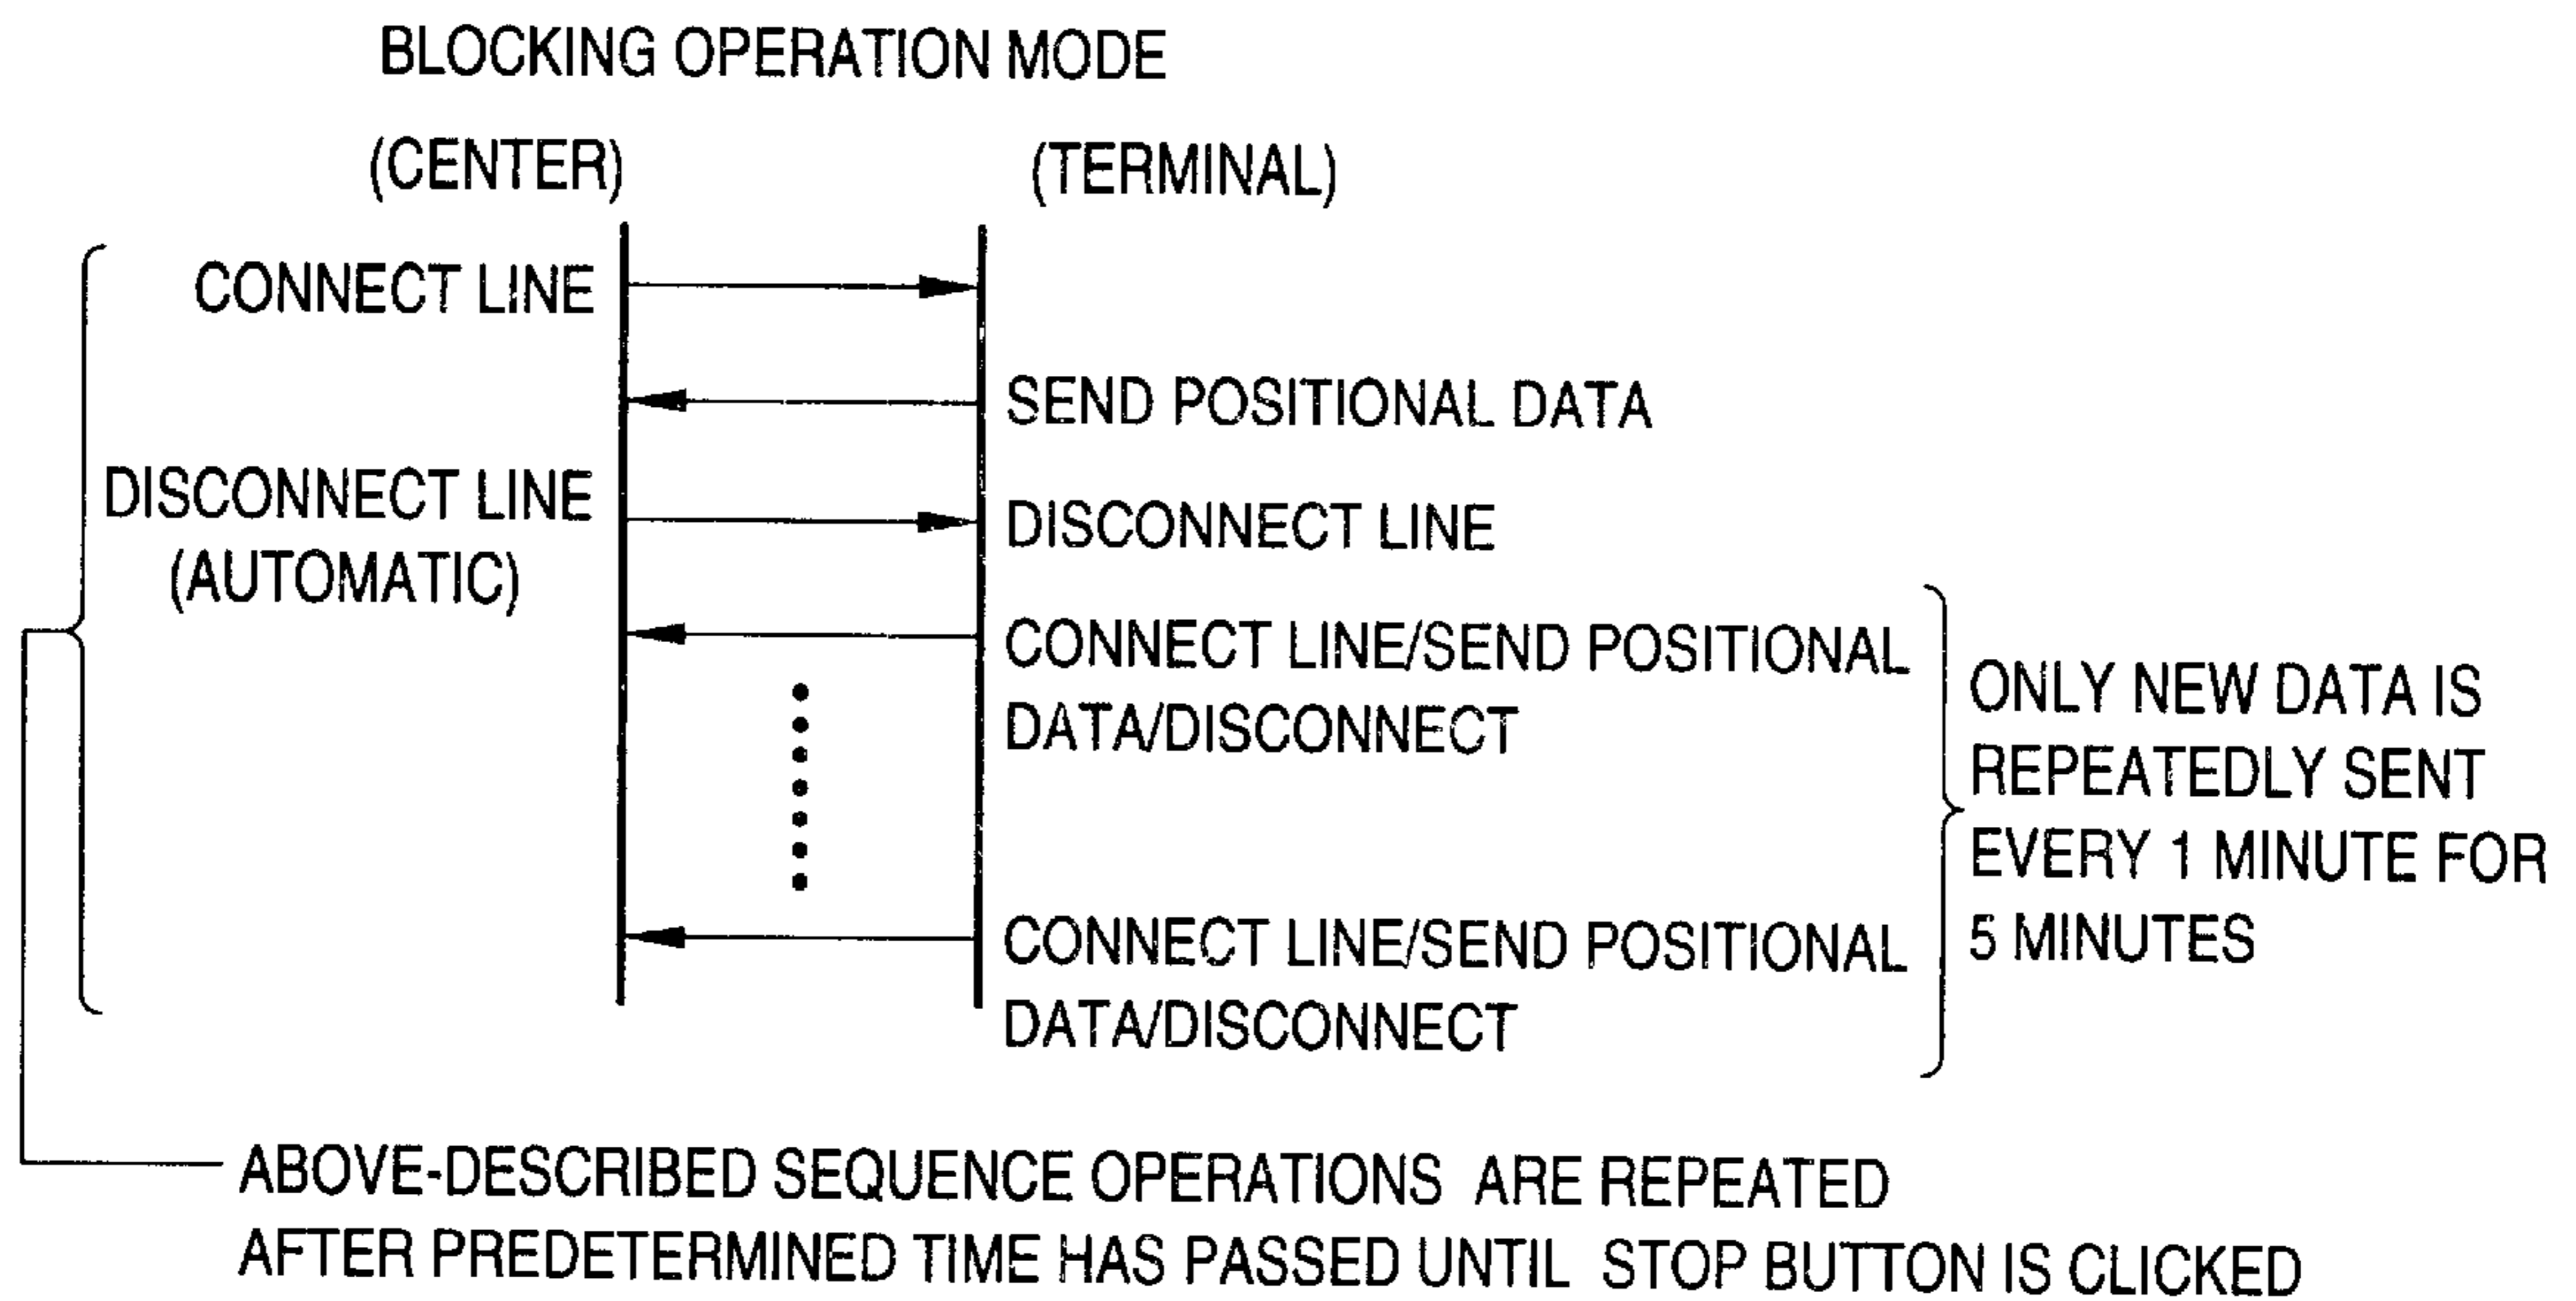 BLOCKING OPERATION MODE
(CENTER)
(TERMINAL)
CONNECT LINE
SEND POSITIONAL DATA
DISCONNECT LINE
(AUTOMATIC)
DISCONNECT LINE
CONNECT LINE/SEND POSITIONAL
DATA/DISCONNECT
CONNECT LINE/SEND POSITIONAL
DATA/DISCONNECT
ONLY NEW DATA IS
REPEATEDLY SENT
EVERY 1 MINUTE FOR
5 MINUTES
ABOVE-DESCRIBED SEQUENCE OPERATIONS ARE REPEATED
AFTER PREDETERMINED TIME HAS PASSED UNTIL STOP BUTTON IS CLICKED